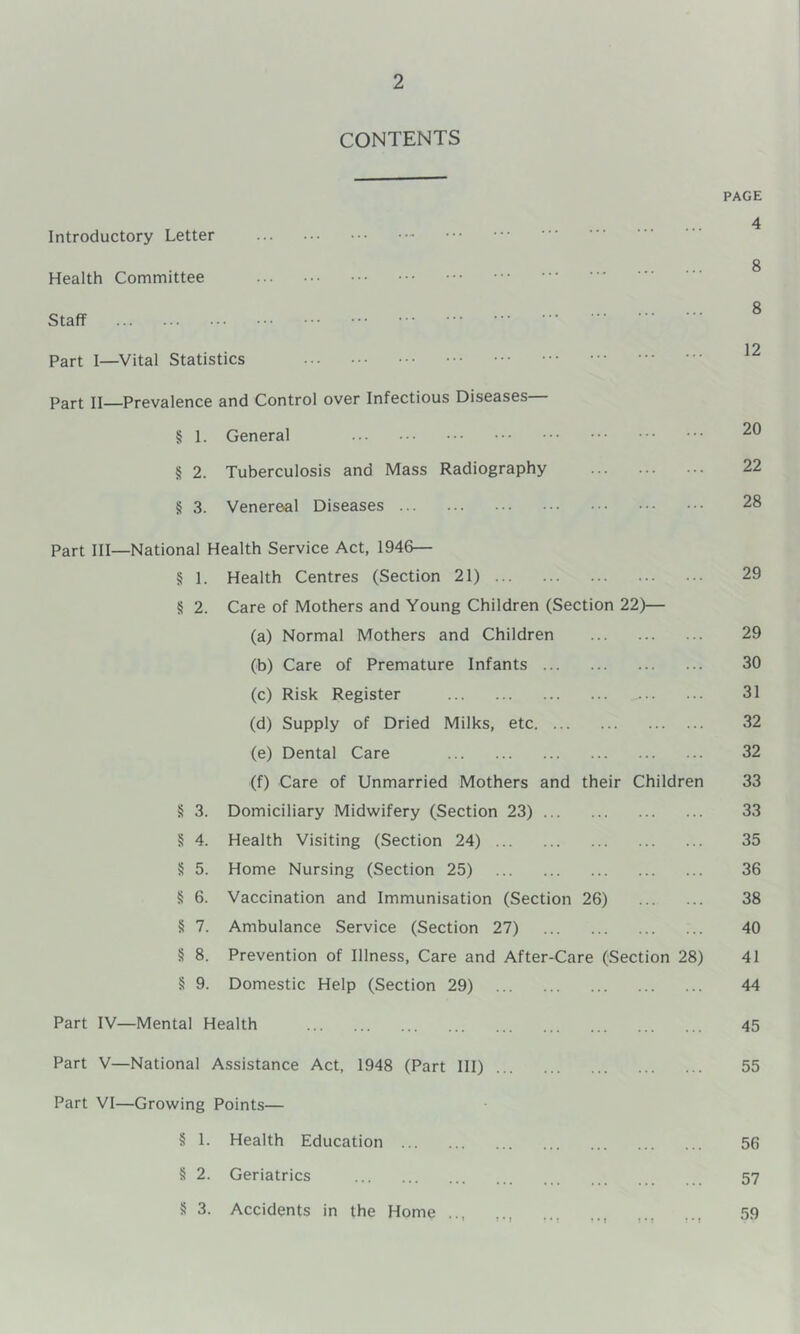 2
CONTENTS
PAGE
Introductory Letter ... ... ... ... ... ... ... ... ... ... 4
Health Committee ... ... ... ... ... ... ... ... ... ... 8
Staff ... ... ... ... ... ... ... ... ... ... ... ... ... 8
Part I—Vital Statistics ... ... ... ... ... ... ... ... ... 12
Part II—Prevalence and Control over Infectious Diseases—
§ 1. General ... ... ... ... ... ... ... ... 20
§ 2. Tuberculosis and Mass Radiography ... ... ... 22
§ 3. Venereal Diseases ... ... ... ... ... ... ... 28
Part III—National Health Service Act, 1946—
§ 1. Health Centres (Section 21) ... ... ... ... ... 29
§ 2. Care of Mothers and Young Children (Section 22)—
(a) Normal Mothers and Children ... ... ... 29
(b) Care of Premature Infants ... ... ... ... 30
(c) Risk Register ... ... ... ... ... ... 31
(d) Supply of Dried Milks, etc. ... ... ... ... 32
(e) Dental Care ... ... ... ... ... ... 32
(f) Care of Unmarried Mothers and their Children 33
§ 3. Domiciliary Midwifery (Section 23) ... ... ... ... 33
§ 4. Health Visiting (Section 24) ... ... ... ... ... 35
§ 5. Home Nursing (Section 25) ... ... ... ... ... 36
§ 6. Vaccination and Immunisation (Section 26) ... ... 38
§ 7. Ambulance Service (Section 27) ... ... ... ... 40
§ 8. Prevention of Illness, Care and After-Care (Section 28) 41
§ 9. Domestic Help (Section 29) ... ... ... ... ... 44
Part IV—Mental Health ... ... ... ... ... ... ... ... ... 45
Part V—National Assistance Act, 1948 (Part III) ... ... ... ... ... 55
Part VI—Growing Points—
§ 1. Health Education ... ... ... ... ... ... ... 56
§ 2. Geriatrics ... ... ... ... ... ... ... ... 57
§ 3. Accidents in the Home ... ... ... ... ... ... 59